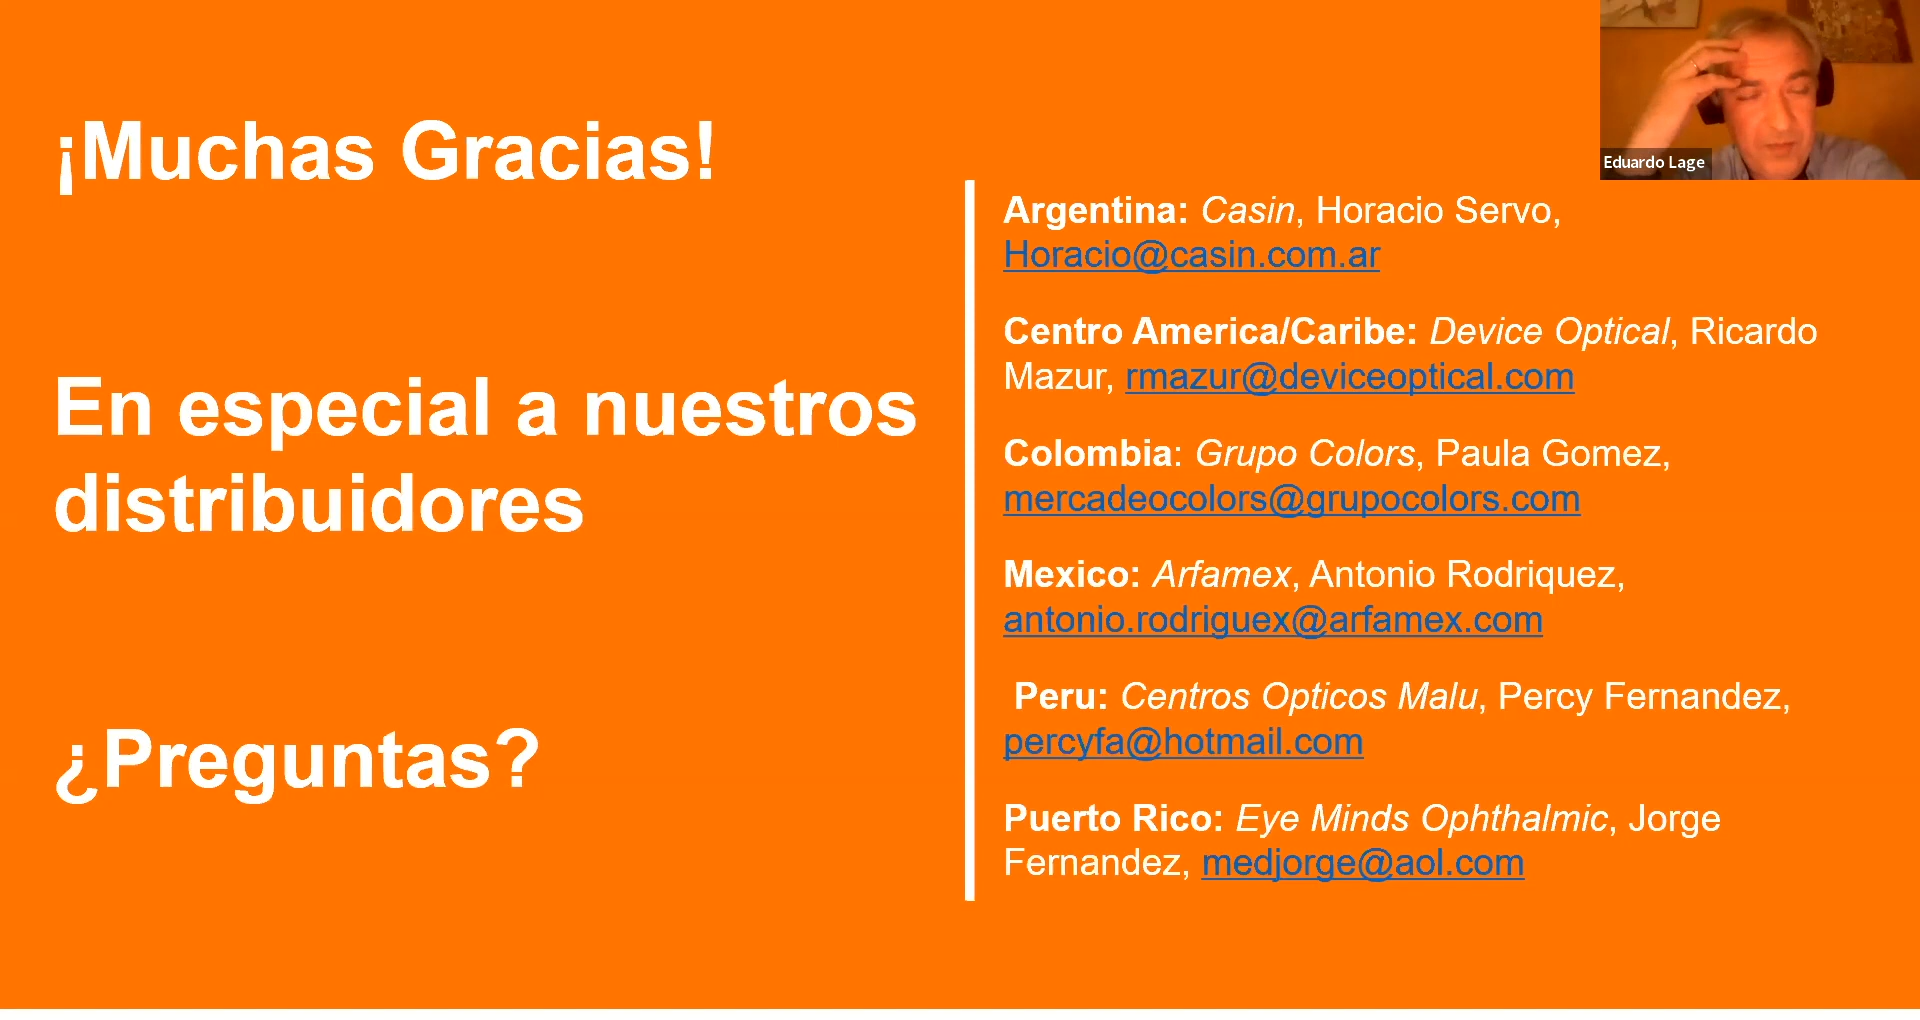 ¡Muchas Gracias!
En especial a nuestros
distribuidores
¿Preguntas?
Eduardo Lage
Argentina: Casin, Horacio Servo,
Horacio@casin.com.ar
Centro America/Caribe: Device Optical, Ricardo
Mazur, rmazur@deviceoptical.com
Colombia: Grupo Colors, Paula Gomez,
mercadeocolors@grupocolors.com
Mexico: Arfamex, Antonio Rodriquez,
antonio.rodriguex@arfamex.com
Peru: Centros Opticos Malu, Percy Fernandez,
percyfa@hotmail.com
Puerto Rico: Eye Minds Ophthalmic, Jorge
Fernandez, medjorge@aol.com